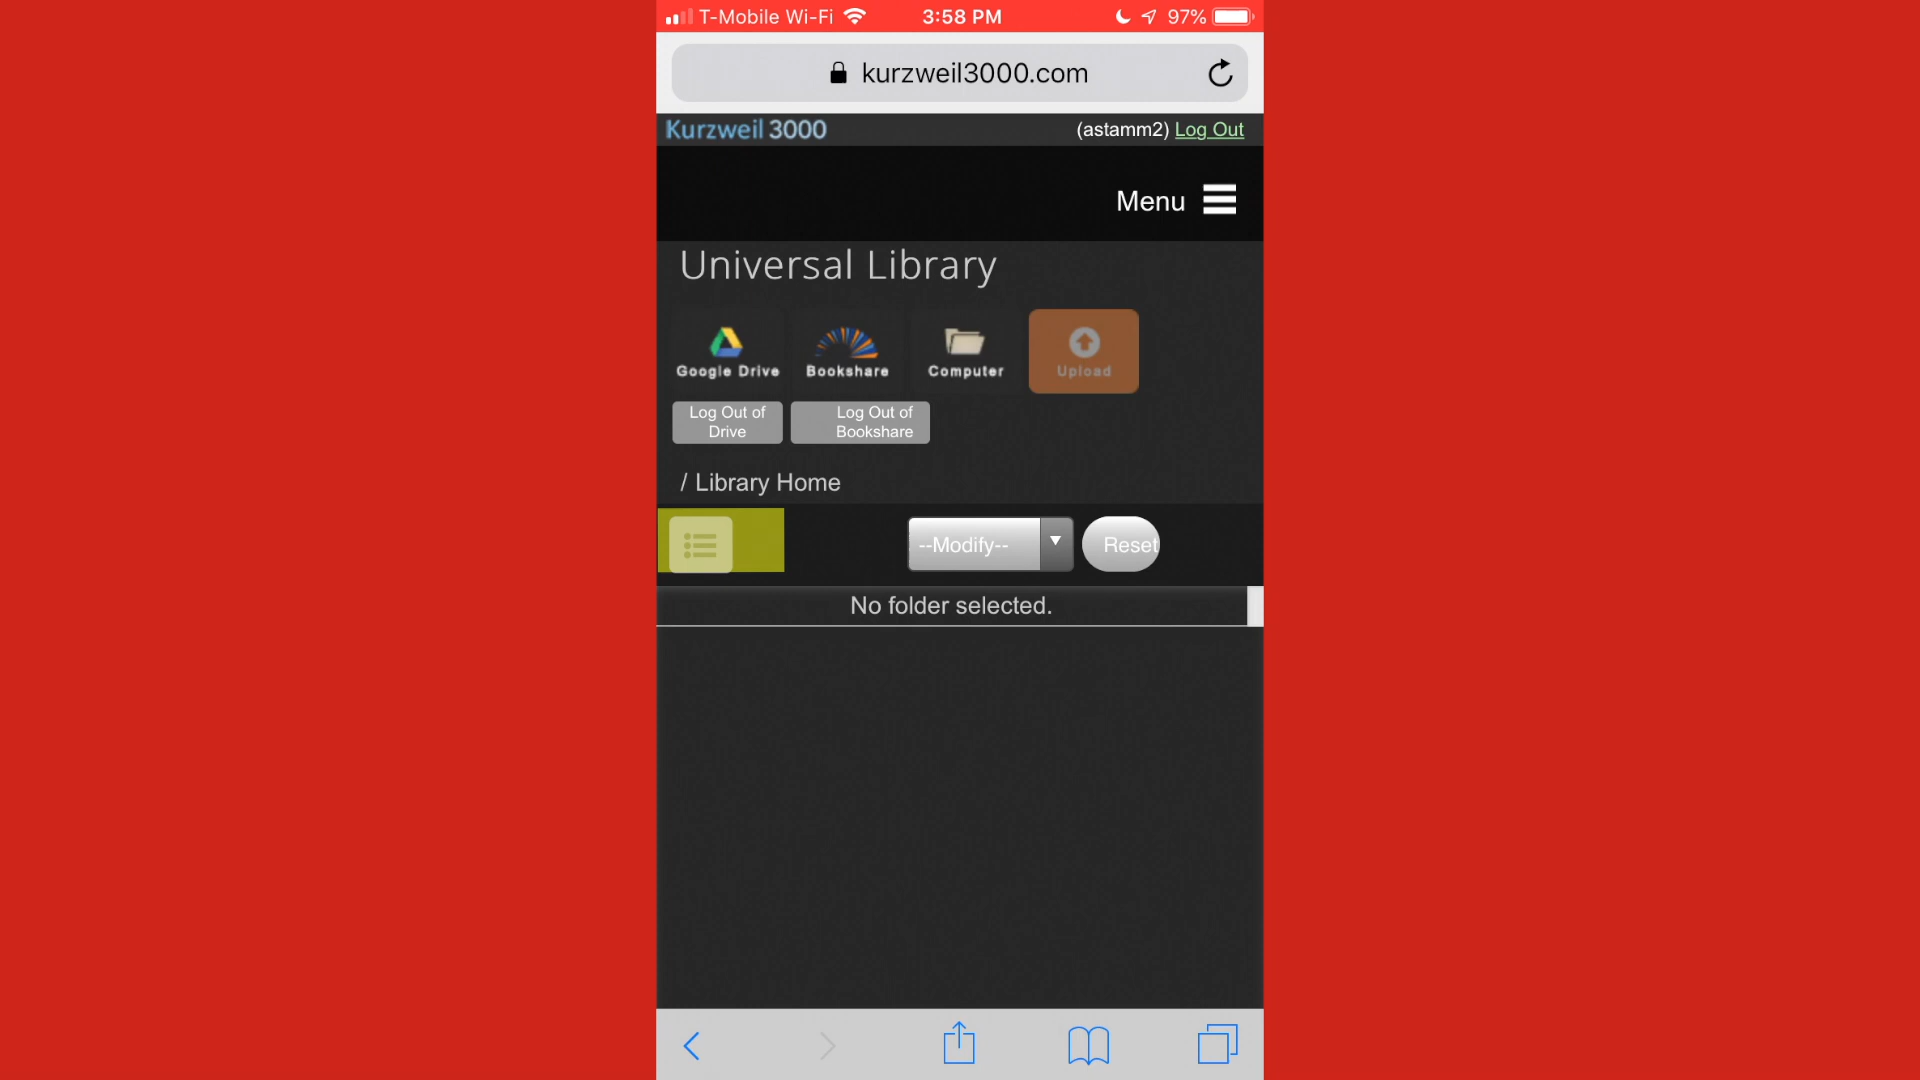 T-Mobile Wi-Fi 3:58 PM 97%
kurzweil3000.com
Kurzweil 3000 (astamm2) Log Out
Menu
Universal Library
Google Drive Bookshare Computer Upload
Log Out of Drive
Log Out of Bookshare
/ Library Home
--Modify-- Reset
No folder selected.